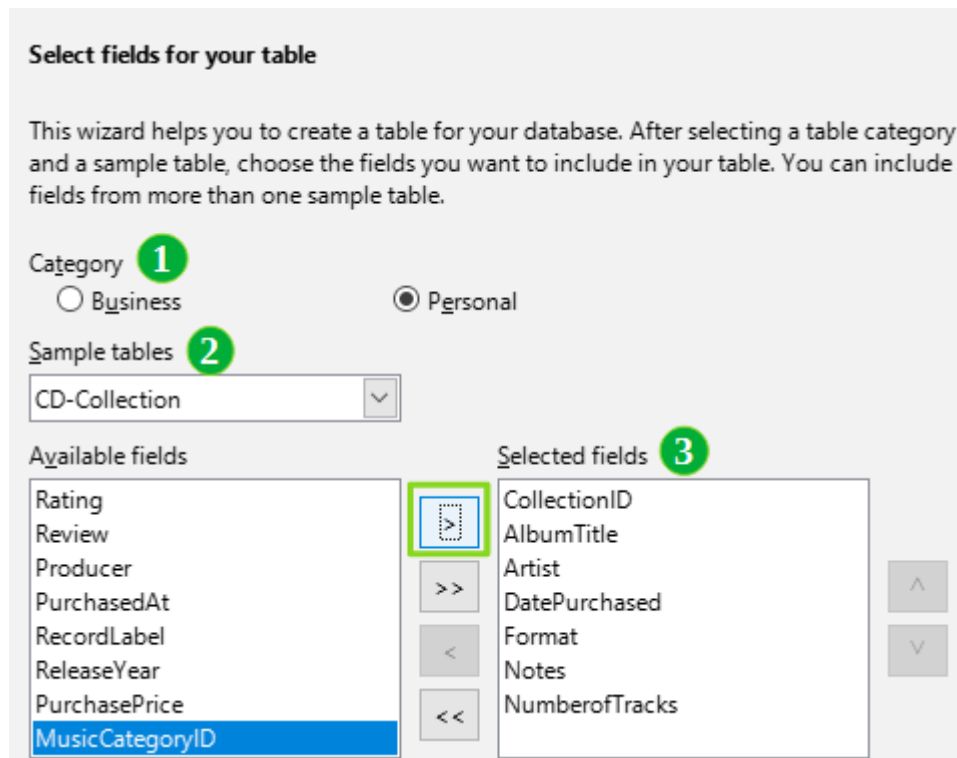 Select fields for your table
This wizard helps you to create a table for your database. After selecting a table category
and a sample table, choose the fields you want to include in your table. You can include
fields from more than one sample table.
Category 1
Business Personal
Sample tables 2
CD-Collection
Available fields
Rating
Review
Producer
PurchasedAt
RecordLabel
ReleaseYear
PurchasePrice
MusicCategoryID
>
>>
<
<<
Selected fields 3
CollectionID
AlbumTitle
Artist
DatePurchased
Format
Notes
NumberofTracks